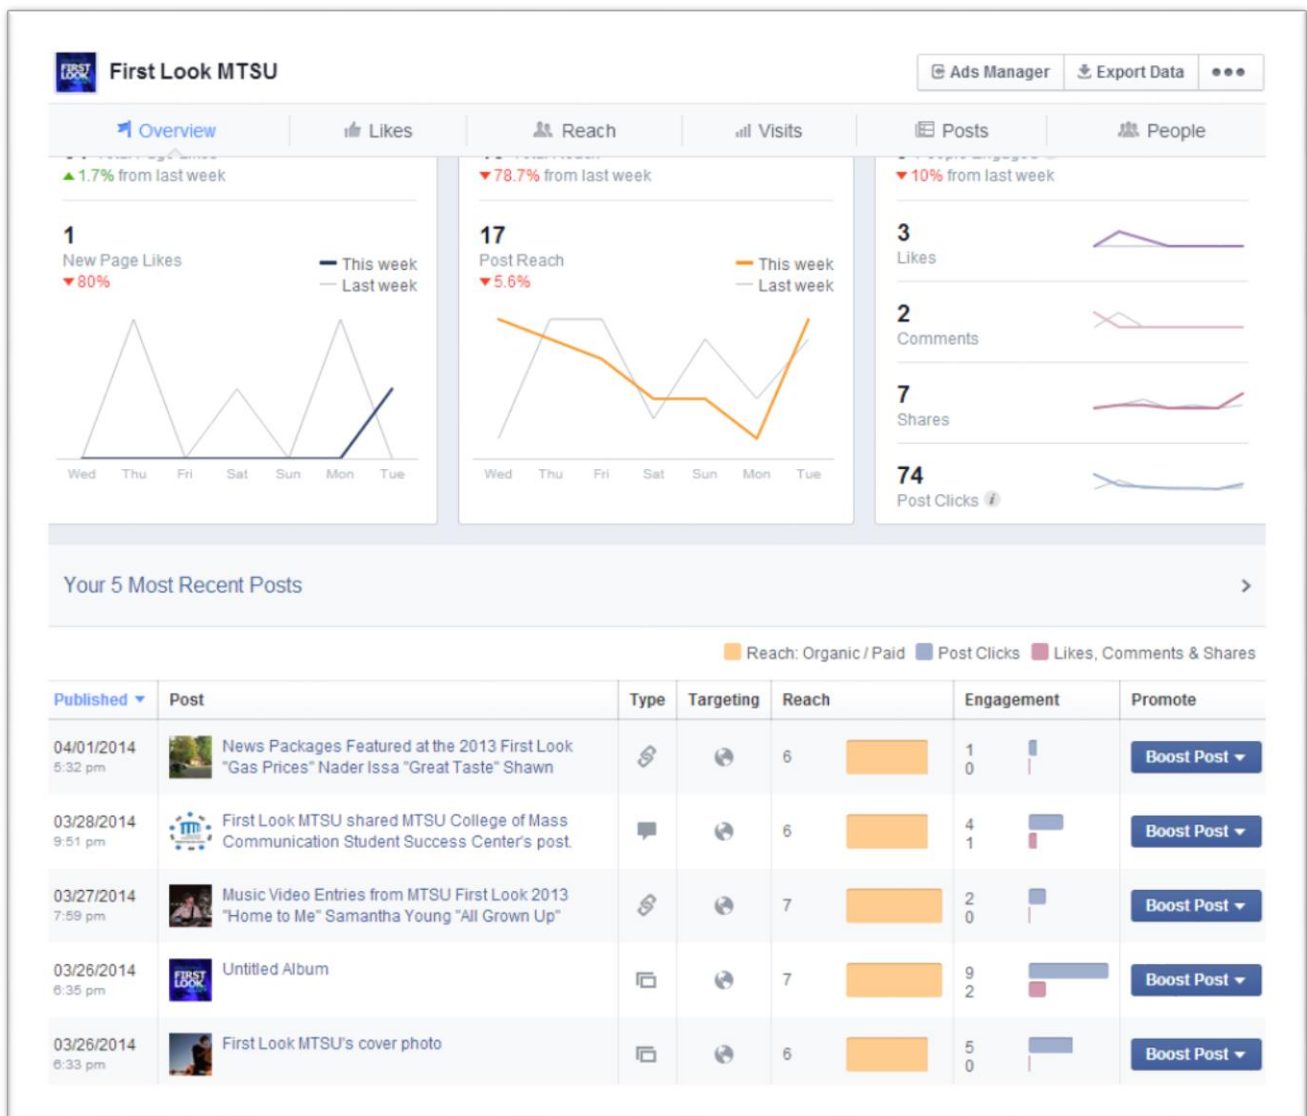 FIRST LOOK
First Look MTSU
Ads Manager
Export Data
Overview
Likes
Reach
Visits
Posts
People
1.7% from last week
1
New Page Likes
80%
This week
Last week
Wed Thu Fri Sat Sun Mon Tue
78.7% from last week
17
Post Reach
5.6%
This week
Last week
Wed Thu Fri Sat Sun Mon Tue
10% from last week
3
Likes
2
Comments
7
Shares
74
Post Clicks i
Your 5 Most Recent Posts
Reach: Organic / Paid Post Clicks Likes, Comments & Shares
Published Post Type Targeting Reach Engagement Promote
04/01/2014
5:32 pm
News Packages Featured at the 2013 First Look
"Gas Prices" Nader Issa "Great Taste" Shawn
6
1
0
Boost Post
03/28/2014
9:51 pm
First Look MTSU shared MTSU College of Mass
Communication Student Success Center's post.
6
4
1
Boost Post
03/27/2014
7:59 pm
Music Video Entries from MTSU First Look 2013
"Home to Me" Samantha Young "All Grown Up"
7
2
0
Boost Post
03/26/2014
6:35 pm
FIRST LOOK
Untitled Album
7
9
2
Boost Post
03/26/2014
6:33 pm
First Look MTSU's cover photo
6
5
0
Boost Post